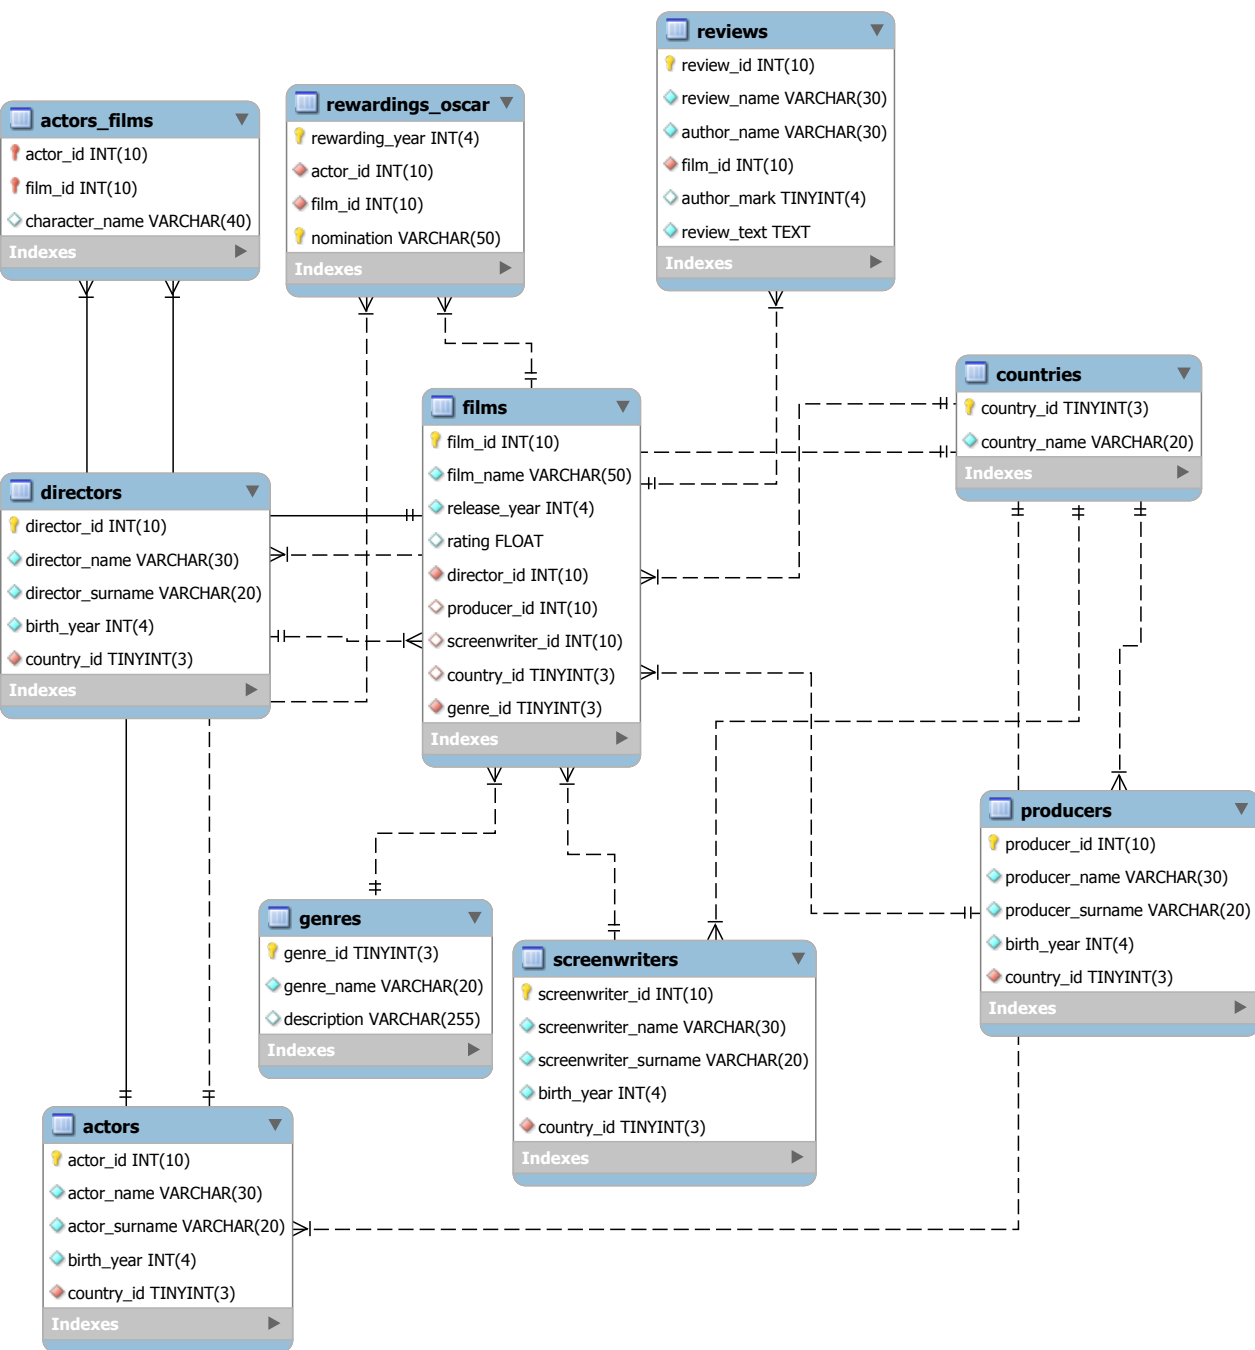 reviews
review_id INT(10)
review_name VARCHAR(30)
author_name VARCHAR(30)
film_id INT(10)
author_mark TINYINT(4)
review_text TEXT
Indexes
rewardings_oscar
rewarding_year INT(4)
actor_id INT(10)
film_id INT(10)
nomination VARCHAR(50)
Indexes
actors_films
actor_id INT(10)
film_id INT(10)
character_name VARCHAR(40)
Indexes
countries
country_id TINYINT(3)
country_name VARCHAR(20)
Indexes
films
film_id INT(10)
film_name VARCHAR(50)
release_year INT(4)
rating FLOAT
director_id INT(10)
producer_id INT(10)
screenwriter_id INT(10)
country_id TINYINT(3)
genre_id TINYINT(3)
Indexes
directors
director_id INT(10)
director_name VARCHAR(30)
director_surname VARCHAR(20)
birth_year INT(4)
country_id TINYINT(3)
Indexes
producers
producer_id INT(10)
producer_name VARCHAR(30)
producer_surname VARCHAR(20)
birth_year INT(4)
country_id TINYINT(3)
Indexes
genres
genre_id TINYINT(3)
genre_name VARCHAR(20)
description VARCHAR(255)
Indexes
screenwriters
screenwriter_id INT(10)
screenwriter_name VARCHAR(30)
screenwriter_surname VARCHAR(20)
birth_year INT(4)
country_id TINYINT(3)
Indexes
actors
actor_id INT(10)
actor_name VARCHAR(30)
actor_surname VARCHAR(20)
birth_year INT(4)
country_id TINYINT(3)
Indexes